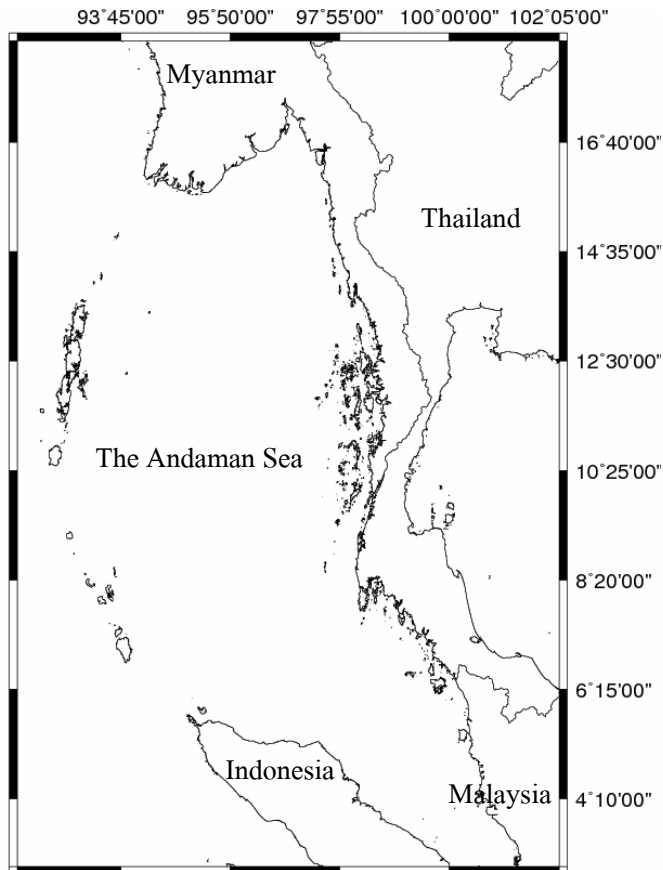 93°45'00" 95°50'00" 97°55'00" 100°00'00" 102°05'00"
Myanmar
16°40'00"
Thailand
14°35'00"
12°30'00"
The Andaman Sea
10°25'00"
8°20'00"
6°15'00"
Indonesia
Malaysia
4°10'00"